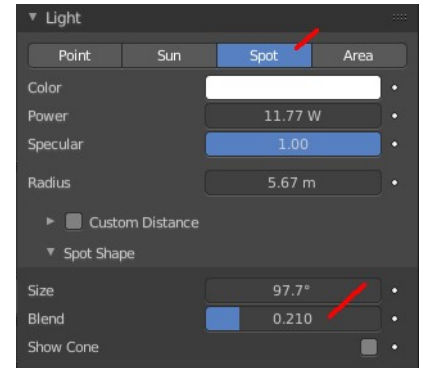 Light
Point Sun Spot Area
Color
Power 11.77 W
Specular 1.00
Radius 5.67 m
Custom Distance
Spot Shape
Size 97.7°
Blend 0.210
Show Cone